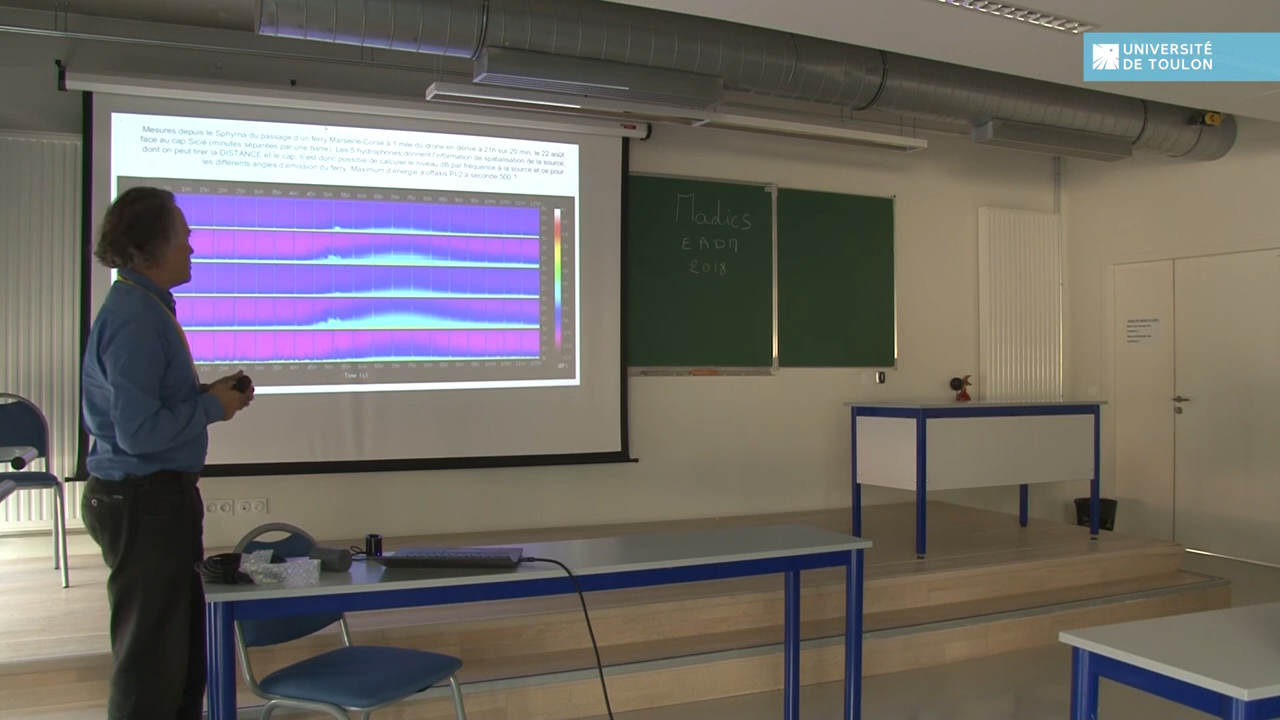 UNIVERSITÉ
DE TOULON
Mesures depuis le Sphyrna du passage d'un ferry Marseille-Corse à 1 mile du drone en dérive à 21h sur 20 min, le 22 août
face au cap Sicié (minutes séparées par une barre). Les 5 hydrophones donnent l'information de spatialisation de la source,
dont on peut tirer la DISTANCE et le cap. Il est donc possible de calculer le niveau dB par fréquence à la source et ce pour
les différents angles d'émission du ferry. Maximum d'énergie à offaxis PI/2 à seconde 500 ?
Time (s)
Madics
EADM
2018